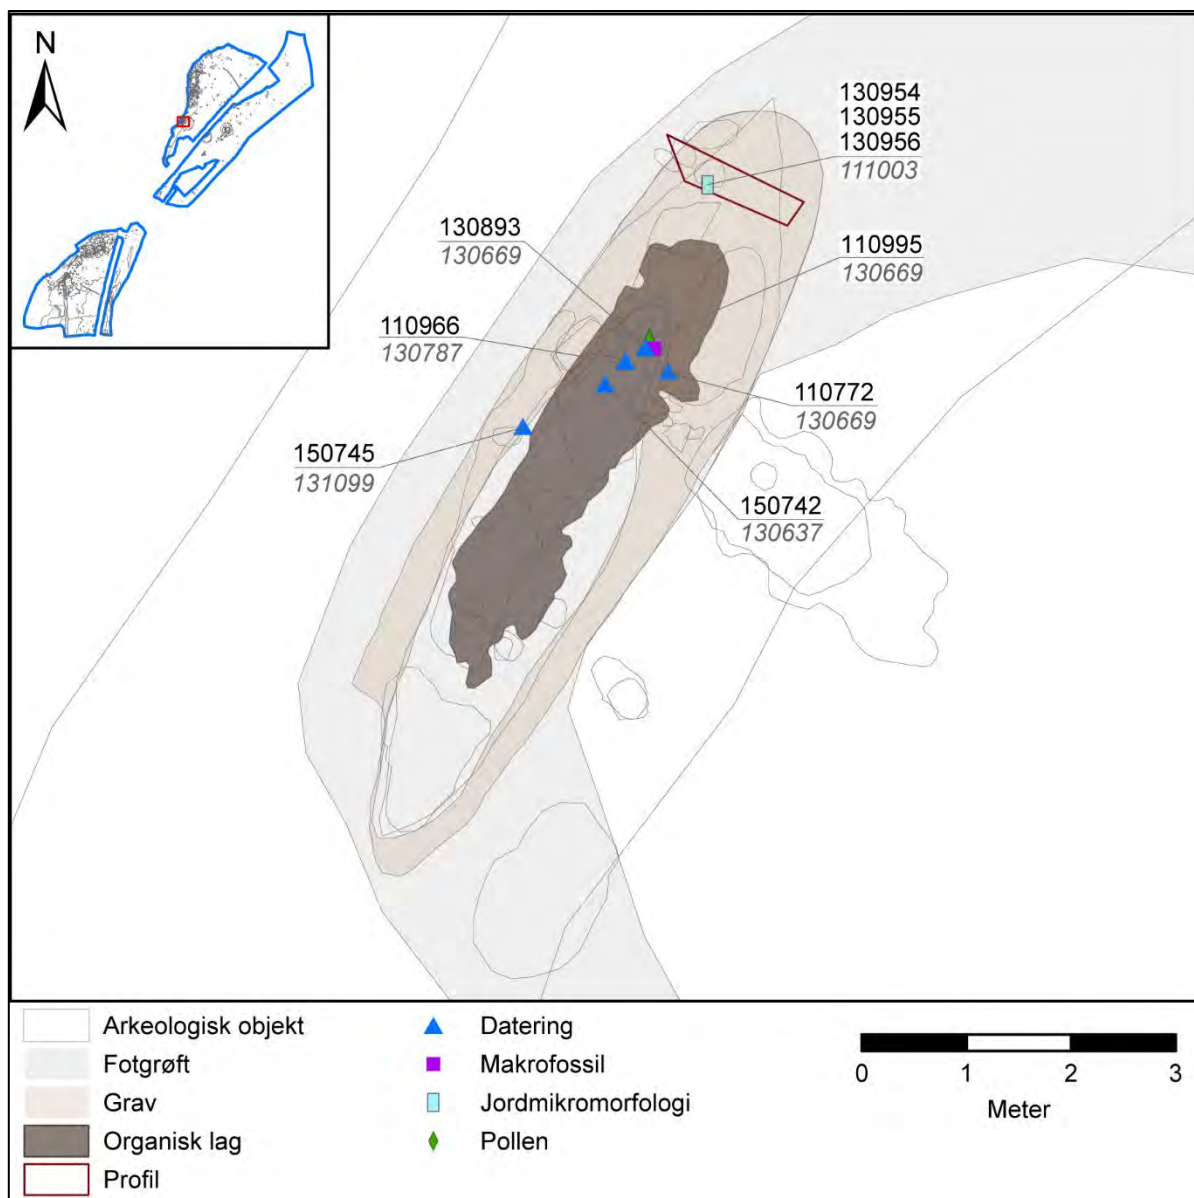 N
130954
130955
130956
111003
130893
130669
110995
130669
110966
130787
110772
130669
150745
131099
150742
130637
Arkeologisk objekt
Fotgrøft
Grav
Organisk lag
Profil
Datering
Makrofossil
Jordmikromorfologi
Pollen
0 1 2 3
Meter